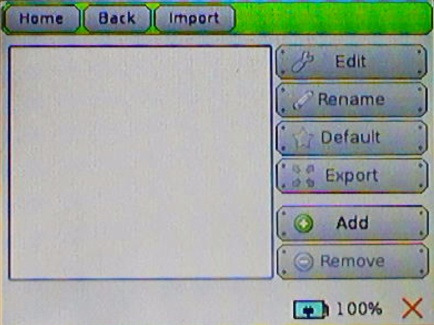 Home Back Import
Edit
Rename
Default
Export
Add
Remove
100%